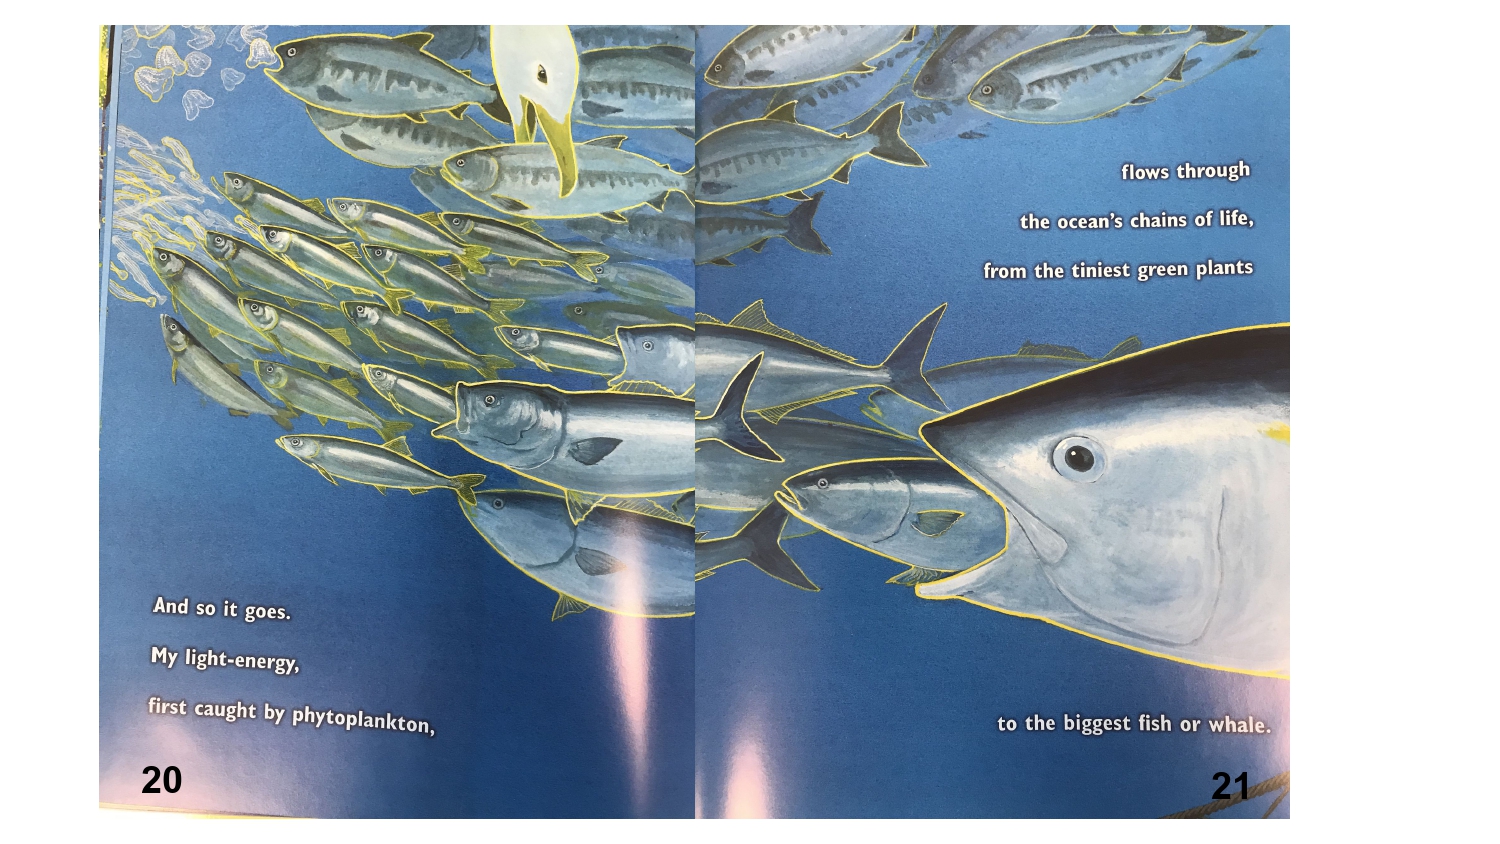 And so it goes.
My light-energy,
first caught by phytoplankton,
20
flows through
the ocean's chains of life,
from the tiniest green plants
to the biggest fish or whale.
21